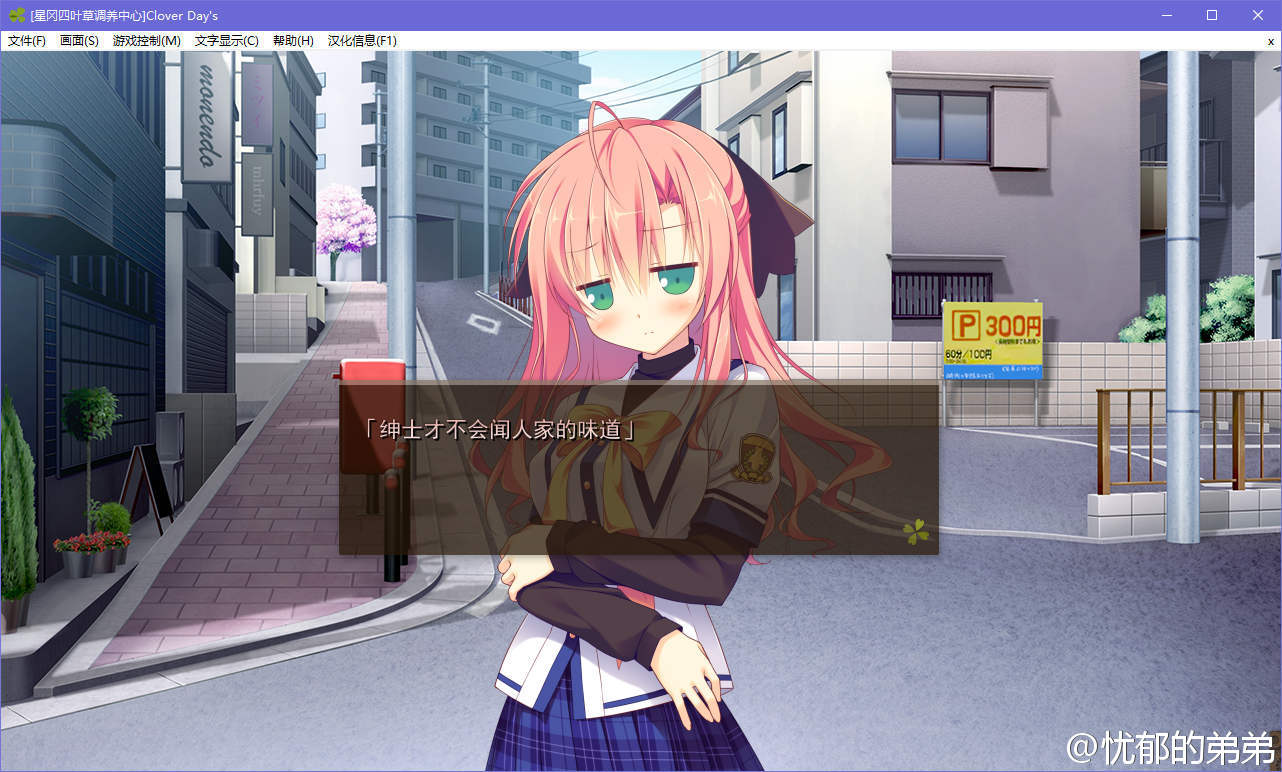 [星冈四叶草调养中心]Clover Day's
文件(F) 画面(S) 游戏控制(M) 文字显示(C) 帮助(H) 汉化信息(F1)
x
monendo
mhrhuy
P 300円
60分/100円
「绅士才不会闻人家的味道」
@忧郁的弟弟